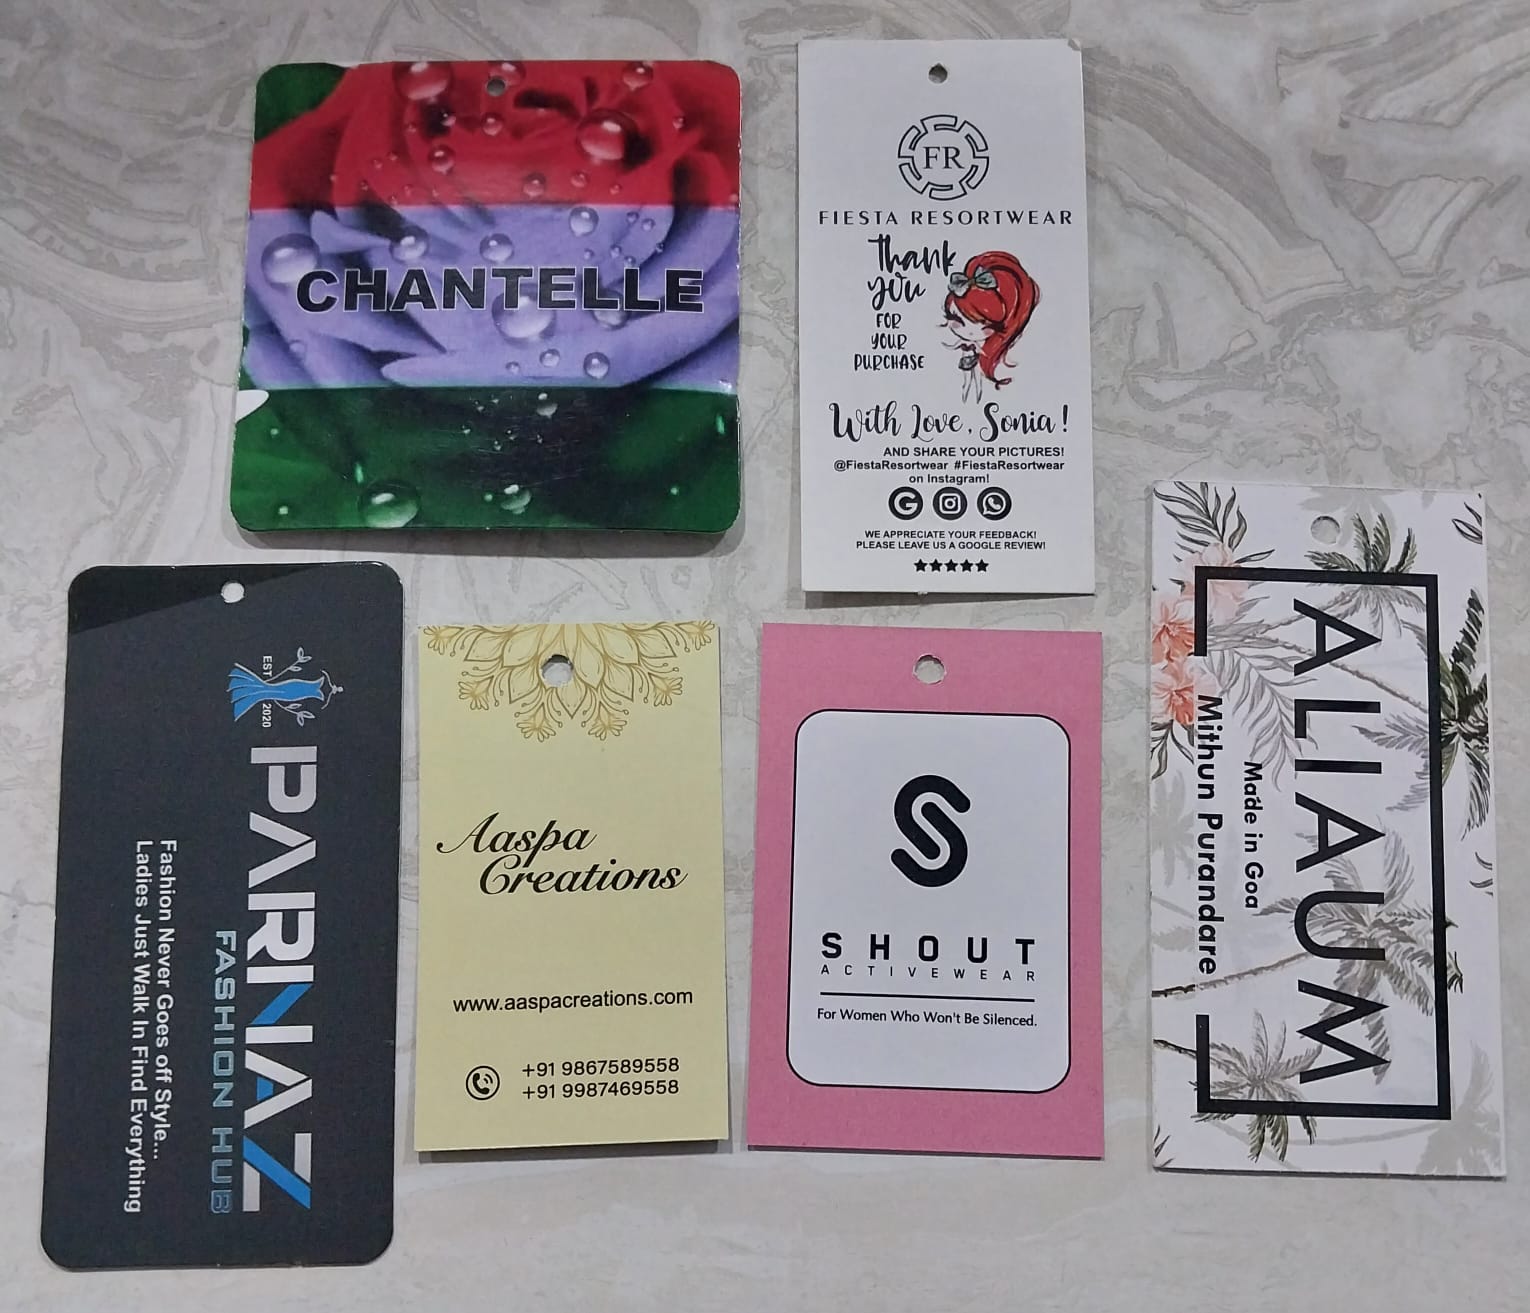 CHANTELLE
FR
FIESTA RESORTWEAR
Thank
you
FOR
YOUR
PURCHASE
With Love, Sonia!
AND SHARE YOUR PICTURES!
@FiestaResortwear #FiestaResortwear
on Instagram!
WE APPRECIATE YOUR FEEDBACK!
PLEASE LEAVE US A GOOGLE REVIEW!
EST 2020
PARNAZ
FASHION HUB
Fashion Never Goes off Style...
Ladies Just Walk In Find Everything
Aaspa
Creations
www.aaspacreations.com
+91 9867589558
+91 9987469558
S
SHOUT
ACTIVEWEAR
For Women Who Won't Be Silenced.
ALIAUM
Made in Goa
Mithun Purandare